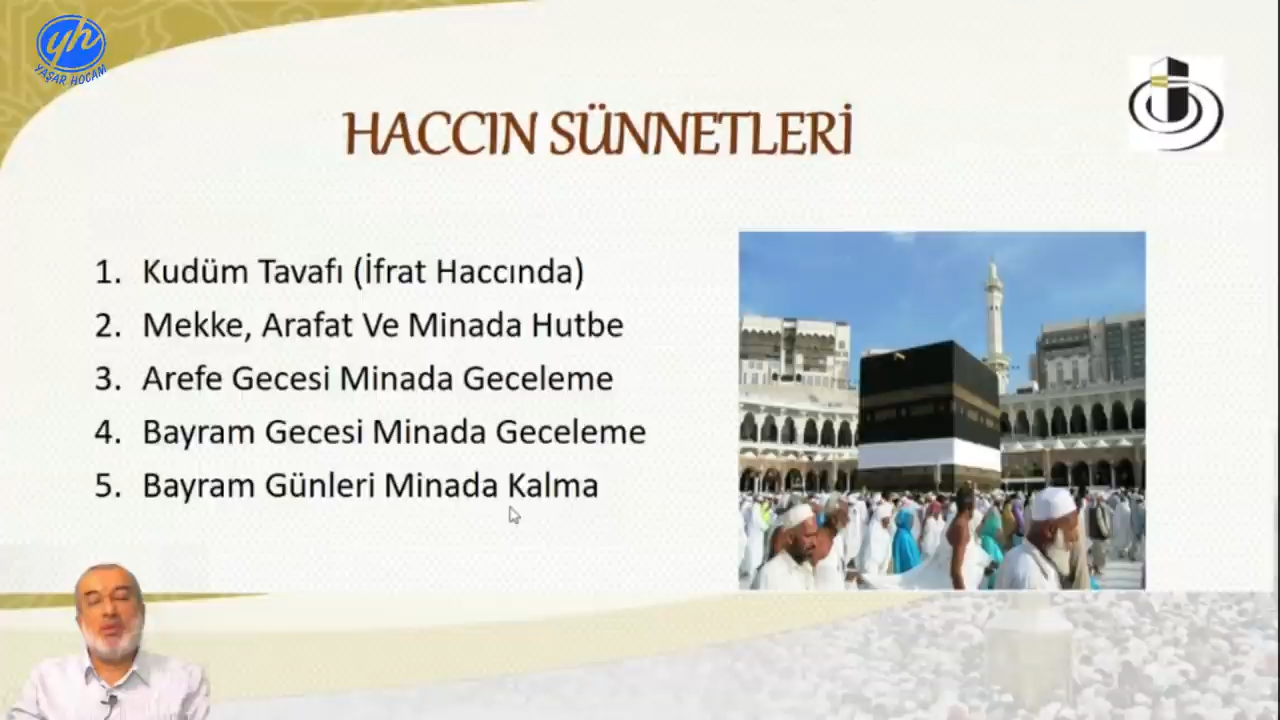 yh
YAŞAR HOCAM
HACCIN SÜNNETLERİ
1. Kudüm Tavafı (İfrat Haccında)
2. Mekke, Arafat Ve Minada Hutbe
3. Arefe Gecesi Minada Geceleme
4. Bayram Gecesi Minada Geceleme
5. Bayram Günleri Minada Kalma